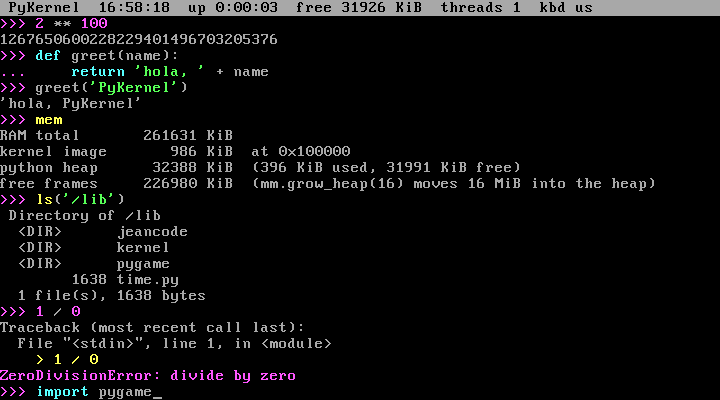 PyKernel  16:58:18  up 0:00:03  free 31926 KiB  threads 1  kbd us
>>> 2 ** 100
1267650600228229401496703205376
>>> def greet(name):
...     return 'hola, ' + name
>>> greet('PyKernel')
'hola, PyKernel'
>>> mem
RAM total        261631 KiB
kernel image        986 KiB  at 0x100000
python heap       32388 KiB  (396 KiB used, 31991 KiB free)
free frames      226980 KiB  (mm.grow_heap(16) moves 16 MiB into the heap)
>>> ls('/lib')
 Directory of /lib
  <DIR>       jeancode
  <DIR>       kernel
  <DIR>       pygame
         1638 time.py
  1 file(s), 1638 bytes
>>> 1 / 0
Traceback (most recent call last):
  File "<stdin>", line 1, in <module>
    > 1 / 0
ZeroDivisionError: divide by zero
>>> import pygame_